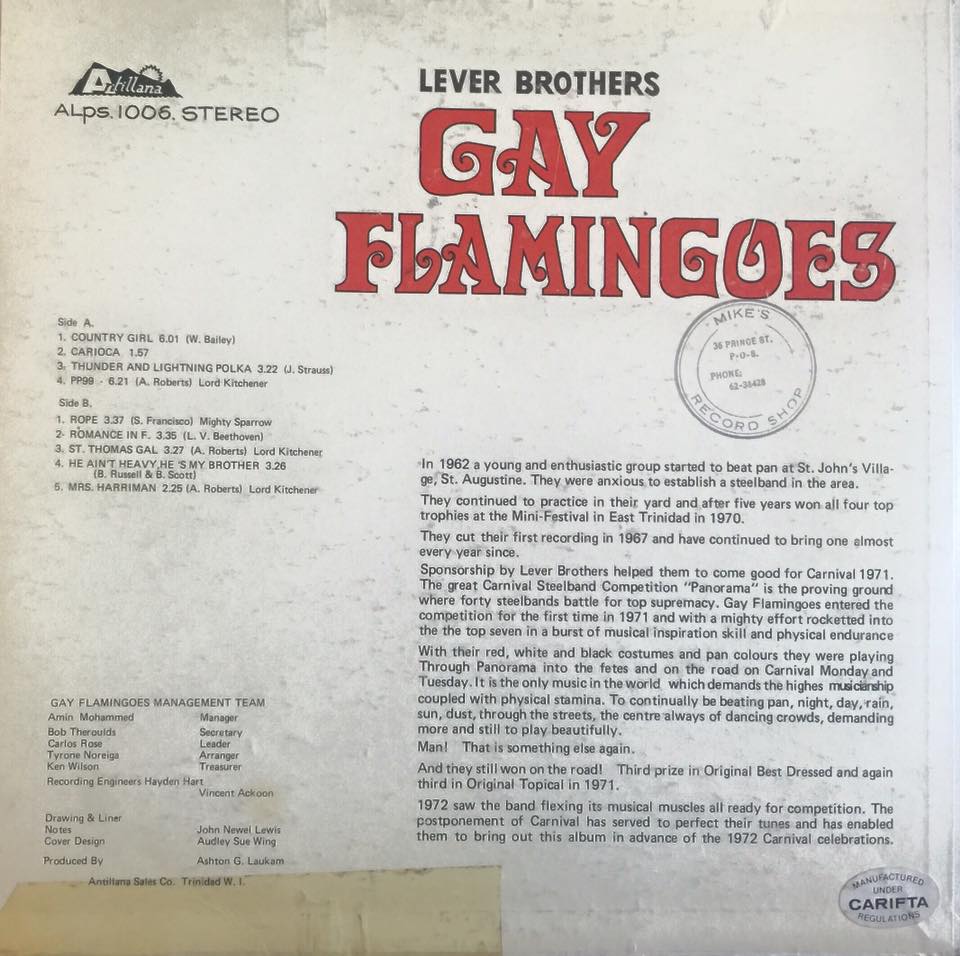 Antillana
ALps.1006. STEREO
LEVER BROTHERS
GAY
FLAMINGOES
MIKE'S
36 PRINCE ST.
P-O-S.
PHONE:
62-38428
RECORD SHOP
Side A.
1. COUNTRY GIRL 6.01 (W. Bailey)
2. CARIOCA 1.57
3. THUNDER AND LIGHTNING POLKA 3.22 (J. Strauss)
4. PP99 - 6.21 (A. Roberts) Lord Kitchener
Side B.
1. ROPE 3.37 (S. Francisco) Mighty Sparrow
2- ROMANCE IN F. 3.35 (L. V. Beethoven)
3. ST. THOMAS GAL 3.27 (A. Roberts) Lord Kitchener
4. HE AIN'T HEAVY,HE 'S MY BROTHER 3.26
(B. Russell & B. Scott)
5. MRS. HARRIMAN 2.25 (A. Roberts) Lord Kitchener
In 1962 a young and enthusiastic group started to beat pan at St. John's Villa-
ge, St. Augustine. They were anxious to establish a steelband in the area.
They continued to practice in their yard and after five years won all four top
trophies at the Mini-Festival in East Trinidad in 1970.
They cut their first recording in 1967 and have continued to bring one almost
every year since.
Sponsorship by Lever Brothers helped them to come good for Carnival 1971.
The great Carnival Steelband Competition "Panorama" is the proving ground
where forty steelbands battle for top supremacy. Gay Flamingoes entered the
competition for the first time in 1971 and with a mighty effort rocketted into
the the top seven in a burst of musical inspiration skill and physical endurance
With their red, white and black costumes and pan colours they were playing
Through Panorama into the fetes and on the road on Carnival Monday and
Tuesday. It is the only music in the world which demands the highes musicianship
coupled with physical stamina. To continually be beating pan, night, day, rain,
sun, dust, through the streets, the centre always of dancing crowds, demanding
more and still to play beautifully.
Man! That is something else again.
And they still won on the road! Third prize in Original Best Dressed and again
third in Original Topical in 1971.
1972 saw the band flexing its musical muscles all ready for competition. The
postponement of Carnival has served to perfect their tunes and has enabled
them to bring out this album in advance of the 1972 Carnival celebrations.
GAY FLAMINGOES MANAGEMENT TEAM
Amin Mohammed Manager
Bob Theroulds Secretary
Carlos Rose Leader
Tyrone Noreiga Arranger
Ken Wilson Treasurer
Recording Engineers Hayden Hart
Vincent Ackoon
Drawing & Liner
Notes John Newel Lewis
Cover Design Audley Sue Wing
Produced By Ashton G. Laukam
Antillana Sales Co. Trinidad W. I.
MANUFACTURED
UNDER
CARIFTA
REGULATIONS